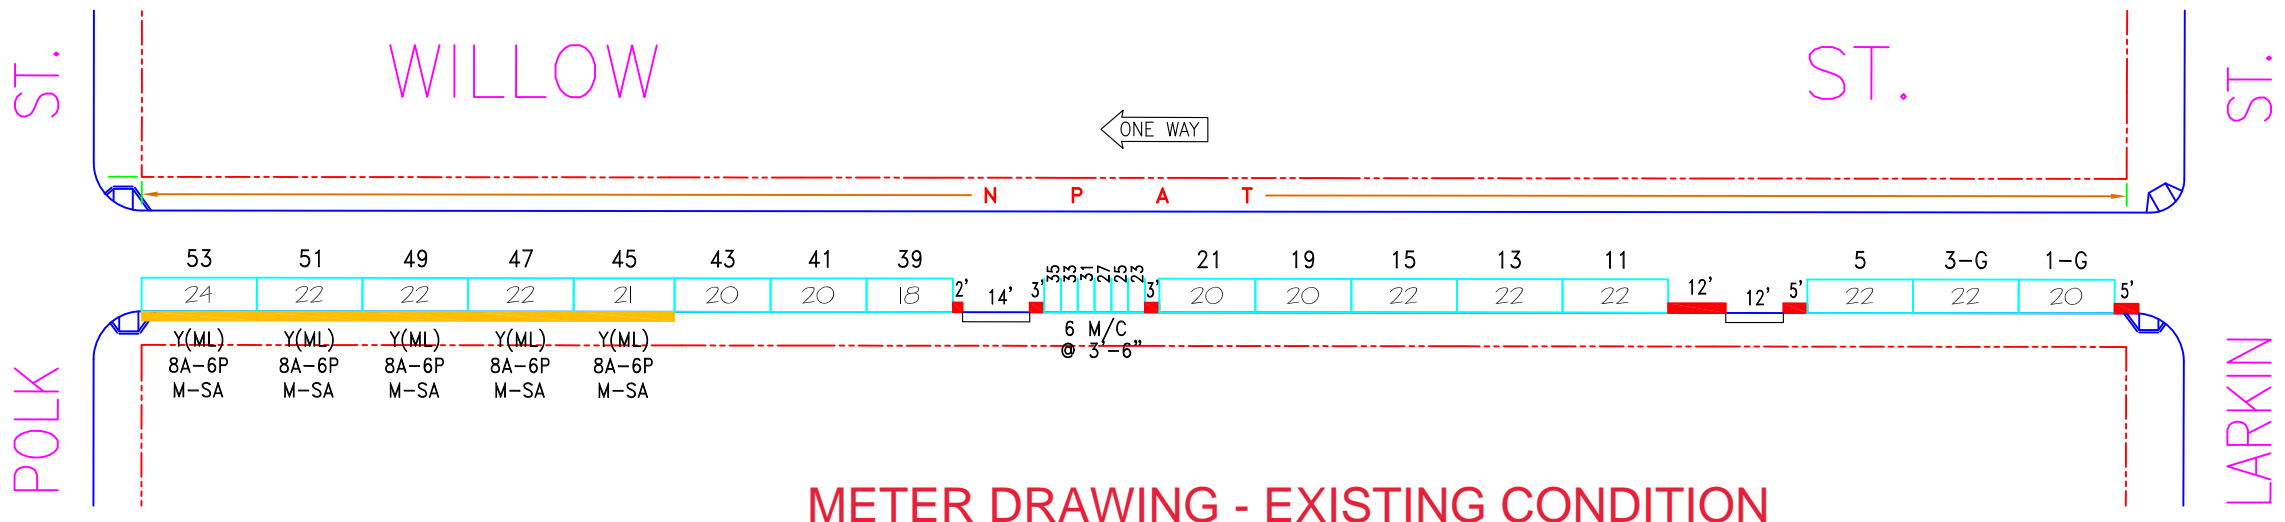 WILLOW ST.
ST.
ST.
ONE WAY
N P A T
53 51 49 47 45 43 41 39 35 33 31 27 25 23 21 19 15 13 11 5 3-G 1-G
24 22 22 22 21 20 20 18 2' 14' 3' 3' 20 20 22 22 22 12' 12' 5' 22 22 20 5'
6 M/C
@ 3'-6"
Y(ML) Y(ML) Y(ML) Y(ML) Y(ML)
8A-6P 8A-6P 8A-6P 8A-6P 8A-6P
M-SA M-SA M-SA M-SA M-SA
POLK
LARKIN
METER DRAWING - EXISTING CONDITION